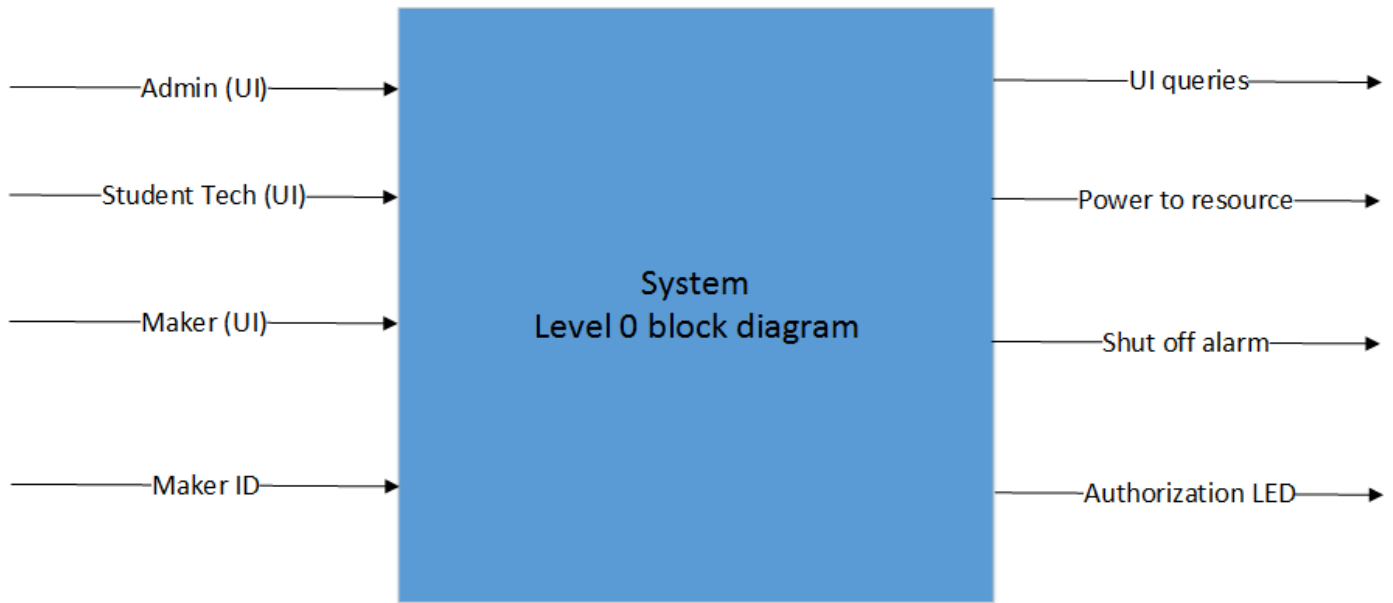 Admin (UI)
Student Tech (UI)
Maker (UI)
Maker ID
System
Level 0 block diagram
UI queries
Power to resource
Shut off alarm
Authorization LED